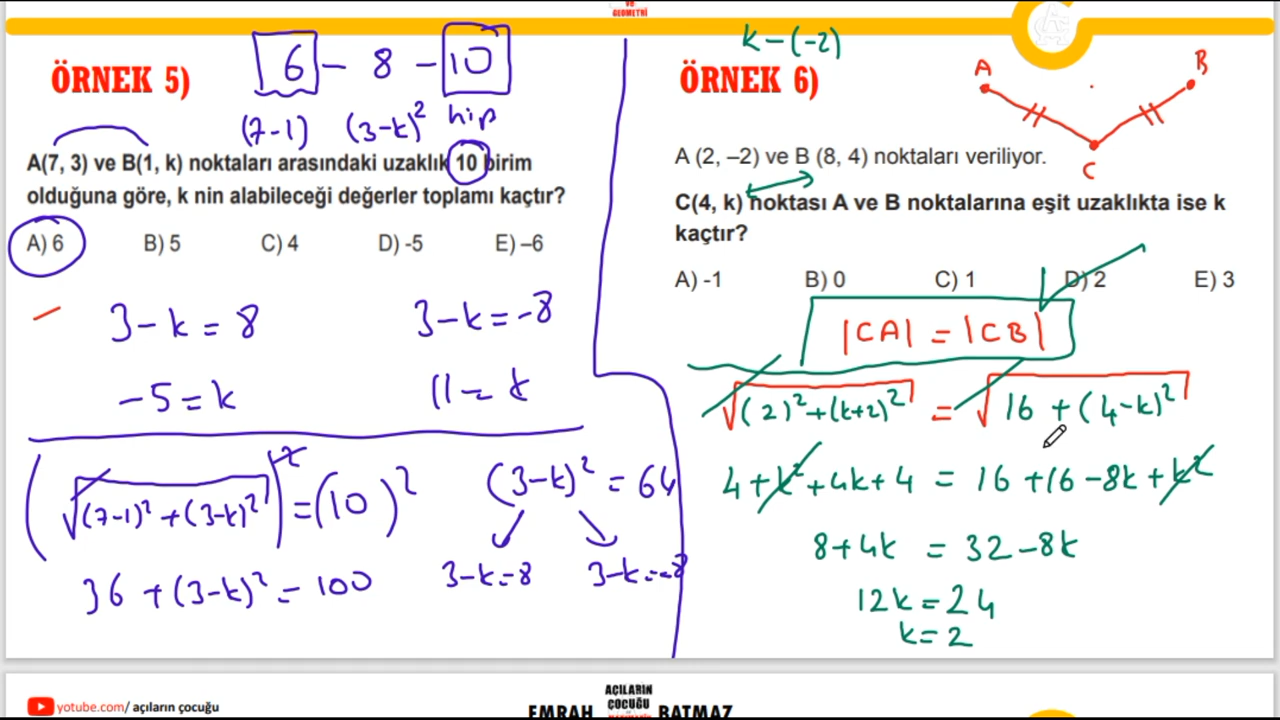 VE
GEOMETRİ
ÖRNEK 5)
6 - 8 - 10
(7-1) (3-k)² hip
A(7, 3) ve B(1, k) noktaları arasındaki uzaklık 10 birim
olduğuna göre, k nin alabileceği değerler toplamı kaçtır?
A) 6 B) 5 C) 4 D) -5 E) –6
3-k=8 3-k=-8
-5=k 11=k
(√(7-1)²+(3-k)²)²=(10)² (3-k)²=64
3-k=8 3-k=-8
36+(3-k)²=100
k-(-2)
ÖRNEK 6)
A B
C
A (2, –2) ve B (8, 4) noktaları veriliyor.
C(4, k) noktası A ve B noktalarına eşit uzaklıkta ise k
kaçtır?
A) -1 B) 0 C) 1 D) 2 E) 3
|CA| = |CB|
√(2)²+(k+2)² = √16+(4-k)²
4+k²+4k+4 = 16+16-8k+k²
8+4k = 32-8k
12k=24
k=2
yotube.com/ açıların çocuğu
AÇILARIN
ÇOCUĞU
EMRAH BATMAZ